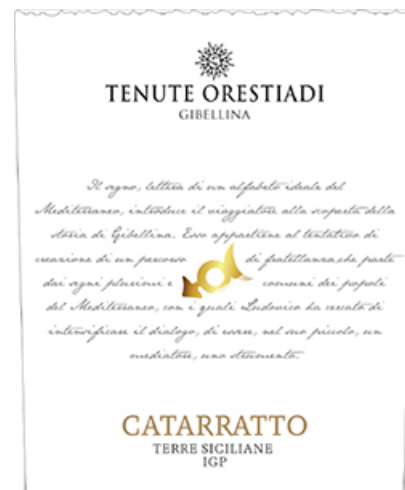 TENUTE ORESTIADI
GIBELLINA
Il segno, lettera di un alfabeto ideale del
Mediterraneo, introduce il viaggiatore alla scoperta della
storia di Gibellina. Esso appartiene al tentativo di
creazione di un percorso di fratellanza, che parte
dai segni plurimi e comuni dei popoli
del Mediterraneo, con i quali Ludovico ha cercato di
intensificare il dialogo, di essere, nel suo piccolo, un
mediatore, uno strumento.
CATARRATTO
TERRE SICILIANE
IGP